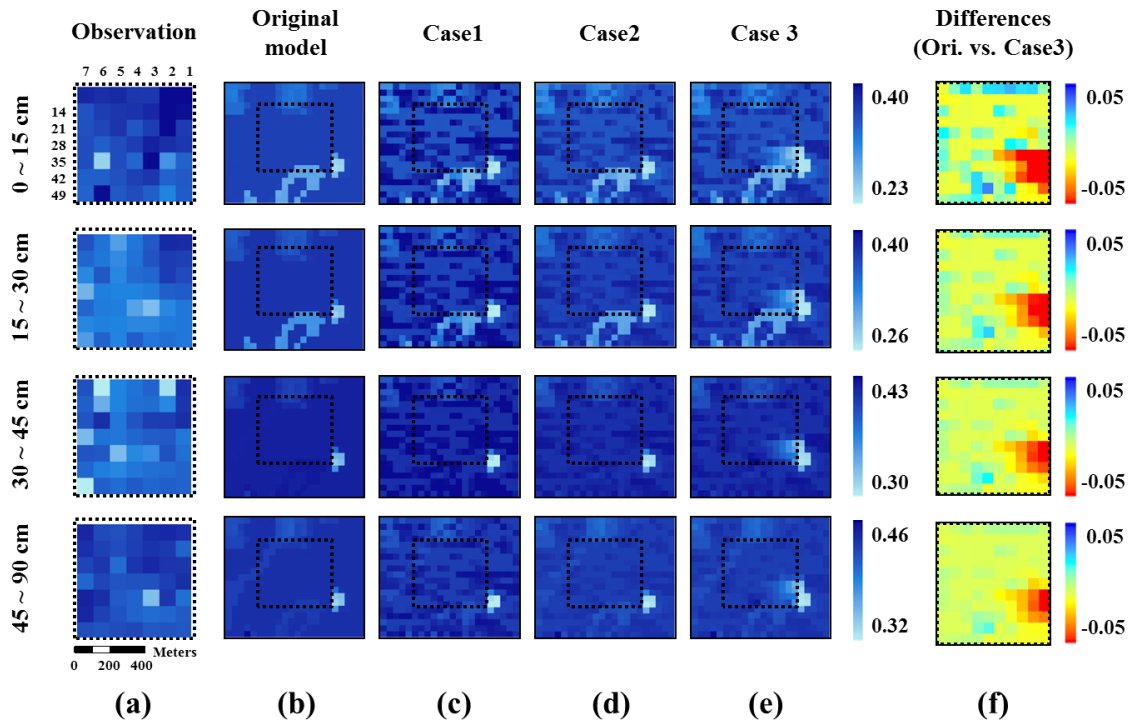 Observation
Original
model
Case1
Case2
Case 3
Differences
(Ori. vs. Case3)
7 6 5 4 3 2 1
14
21
28
35
42
49
0 ~ 15 cm
0.40
0.23
0.05
-0.05
15 ~ 30 cm
0.40
0.26
0.05
-0.05
30 ~ 45 cm
0.43
0.30
0.05
-0.05
45 ~ 90 cm
0.46
0.32
0.05
-0.05
Meters
0 200 400
(a) (b) (c) (d) (e) (f)